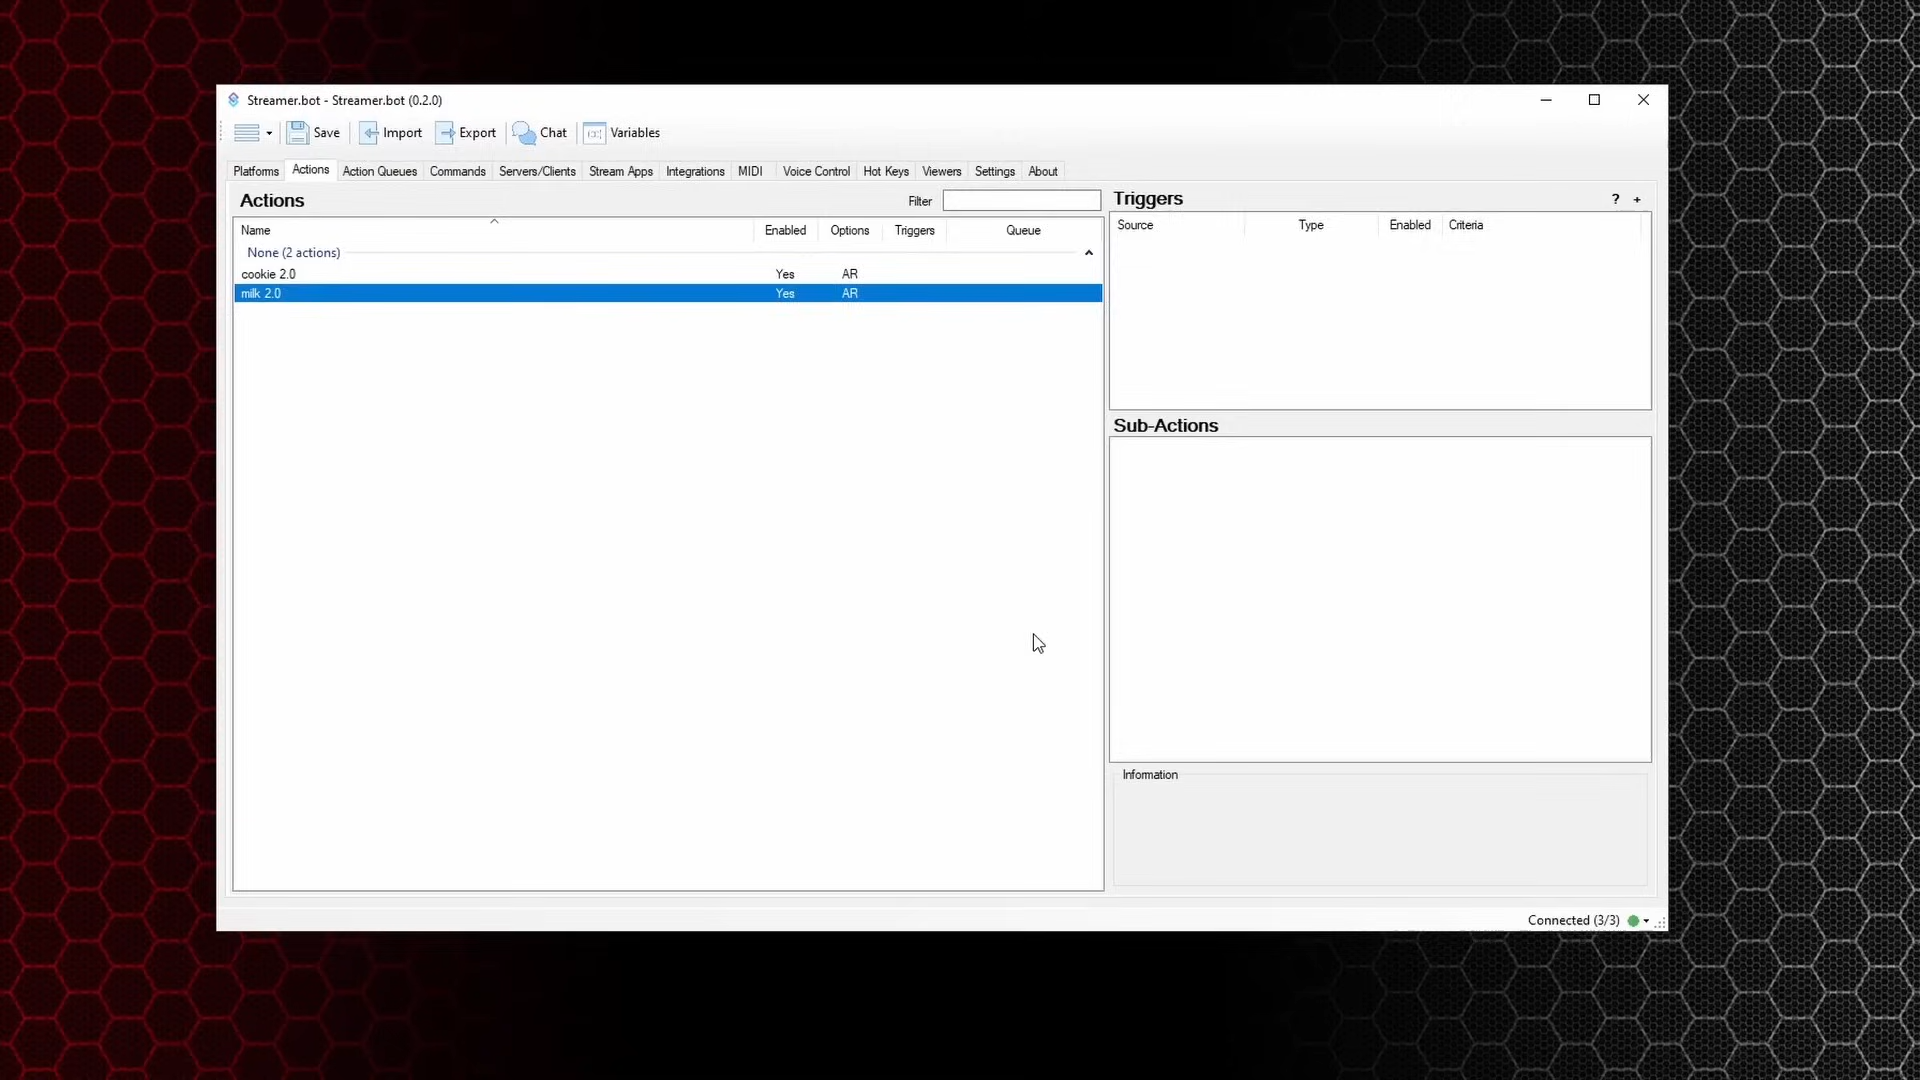 Streamer.bot - Streamer.bot (0.2.0)
Save Import Export Chat Variables
Platforms Actions Action Queues Commands Servers/Clients Stream Apps Integrations MIDI Voice Control Hot Keys Viewers Settings About
Actions Filter
Name Enabled Options Triggers Queue
None (2 actions)
cookie 2.0 Yes AR
milk 2.0 Yes AR
Triggers ? +
Source Type Enabled Criteria
Sub-Actions
Information
Connected (3/3)